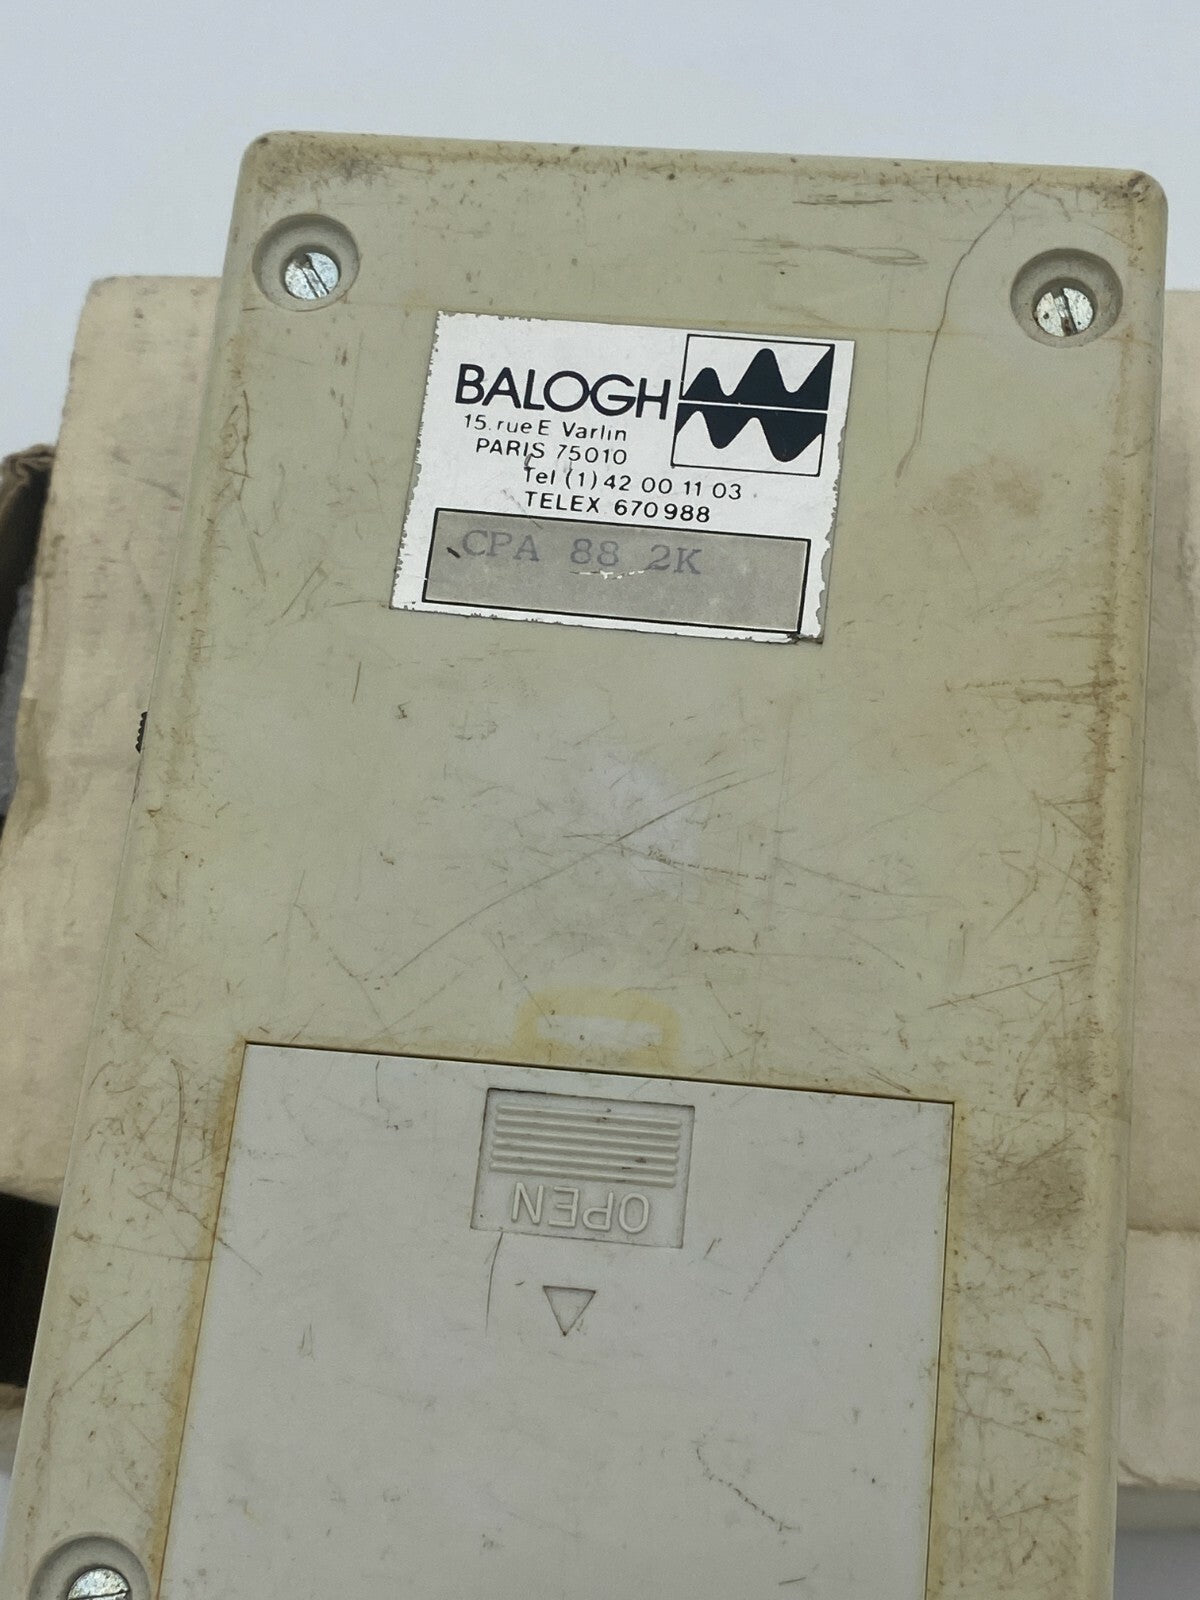 BALOGH
15. rue E Varlin
PARIS 75010
Tel (1) 42 00 11 03
TELEX 670988
CPA 88 2K
OPEN